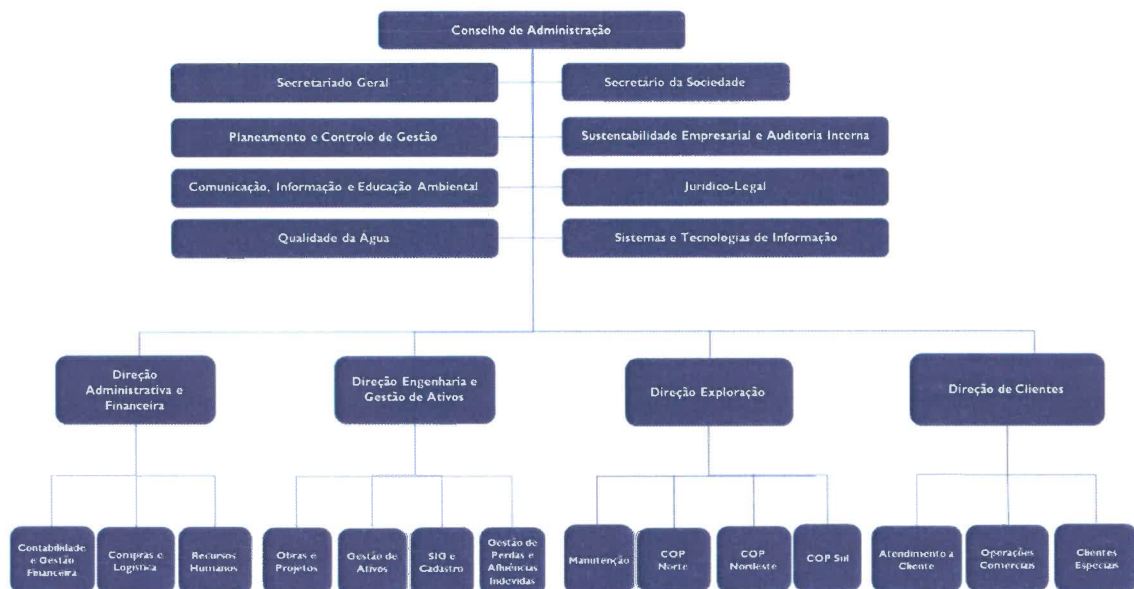 Conselho de Administração
Secretariado Geral
Secretário da Sociedade
Planeamento e Controlo de Gestão
Sustentabilidade Empresarial e Auditoria Interna
Comunicação, Informação e Educação Ambiental
Jurídico-Legal
Qualidade da Água
Sistemas e Tecnologias de Informação
Direção
Administrativa e
Financeira
Direção Engenharia e
Gestão de Ativos
Direção Exploração
Direção de Clientes
Contabilidade
e Gestão
Financeira
Compras e
Logística
Recursos
Humanos
Obras e
Projetos
Gestão de
Ativos
SIG e
Cadastro
Gestão de
Perdas e
Afluências
Indevidas
Manutenção
COP
Norte
COP
Nordeste
COP Sul
Atendimento a
Cliente
Operações
Comerciais
Clientes
Especiais